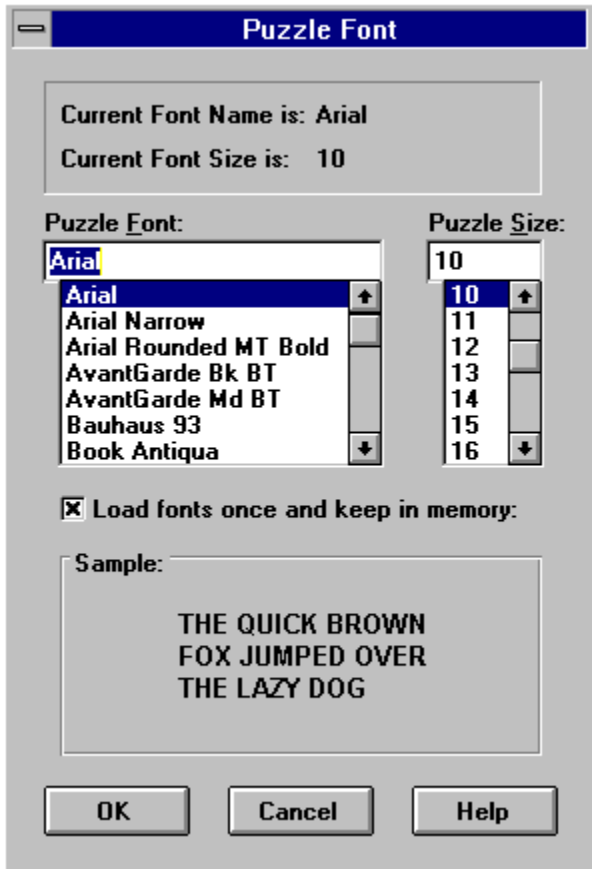 Puzzle Font
Current Font Name is: Arial
Current Font Size is: 10
Puzzle Font: Puzzle Size:
Arial 10
Arial 10
Arial Narrow 11
Arial Rounded MT Bold 12
AvantGarde Bk BT 13
AvantGarde Md BT 14
Bauhaus 93 15
Book Antiqua 16
Load fonts once and keep in memory:
Sample:
THE QUICK BROWN
FOX JUMPED OVER
THE LAZY DOG
OK Cancel Help